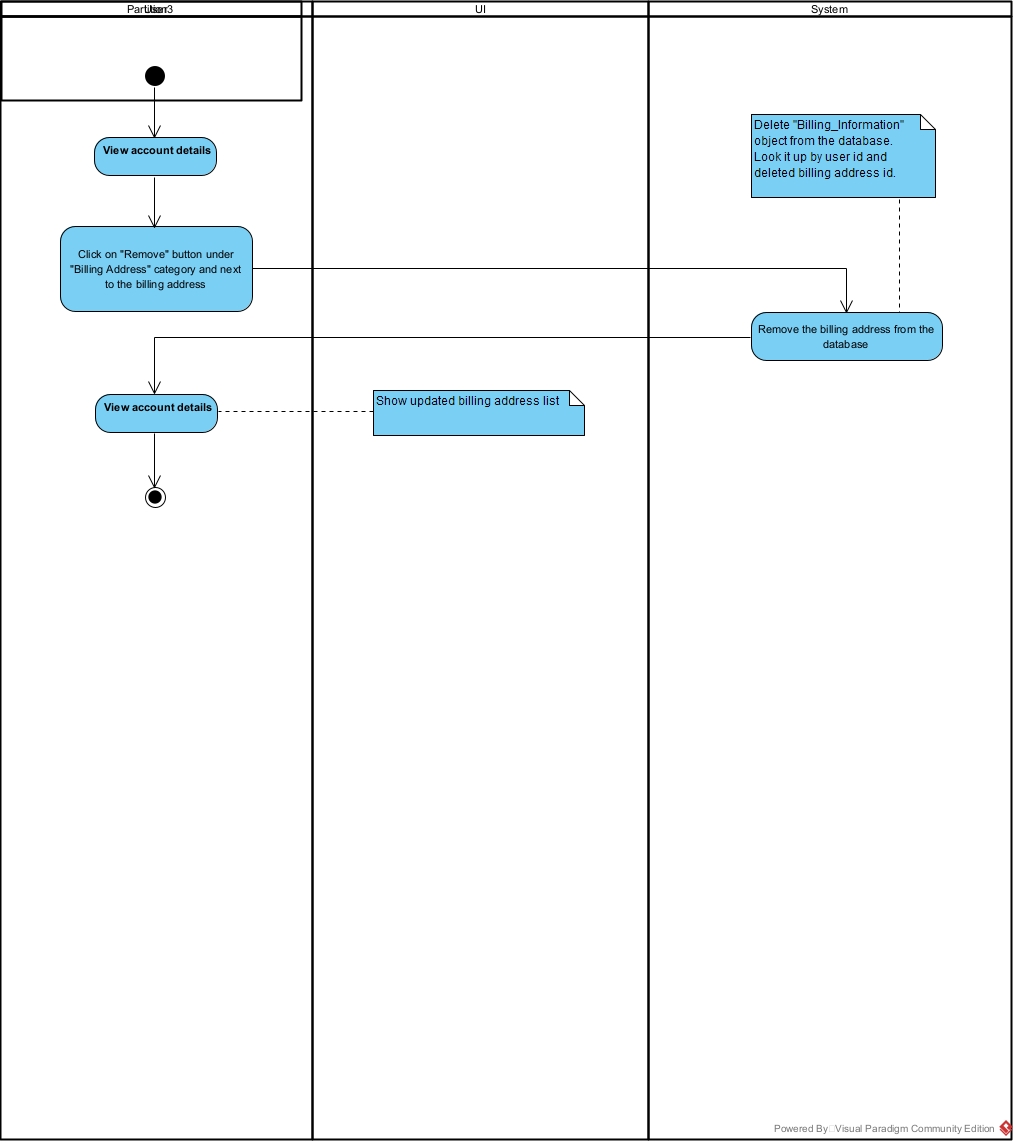 Partition3
User
UI
System
View account details
Delete "Billing_Information"
object from the database.
Look it up by user id and
deleted billing address id.
Click on "Remove" button under
"Billing Address" category and next
to the billing address
Remove the billing address from the
database
View account details
Show updated billing address list
Powered By Visual Paradigm Community Edition